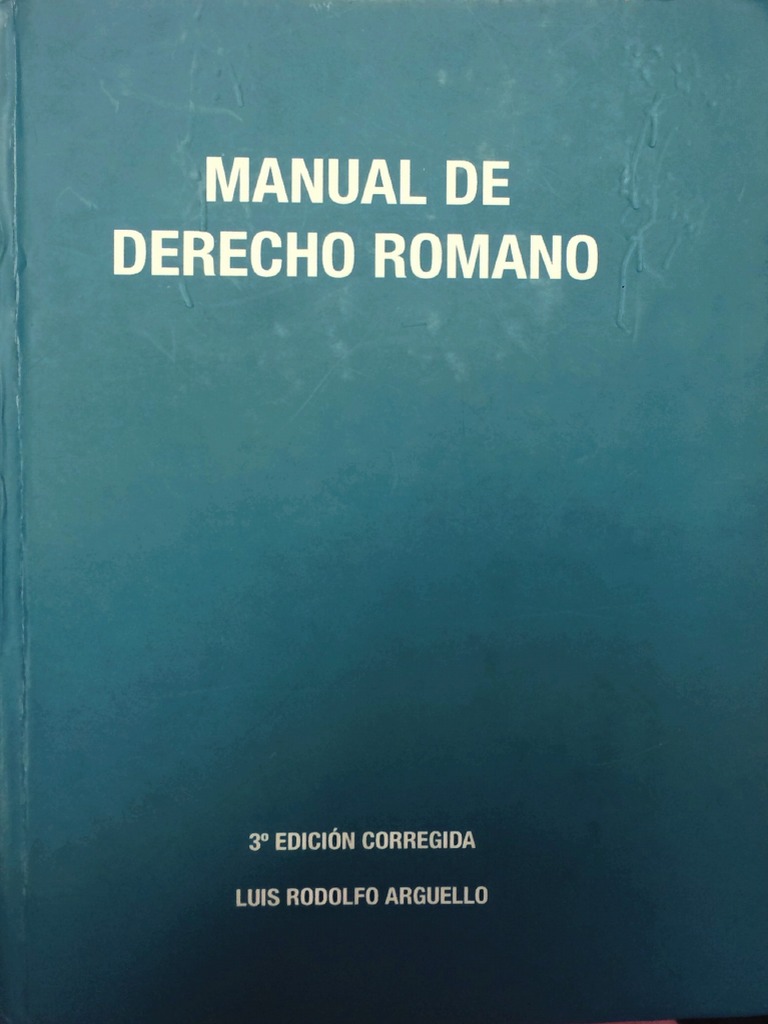 MANUAL DE
DERECHO ROMANO
3º EDICIÓN CORREGIDA
LUIS RODOLFO ARGUELLO